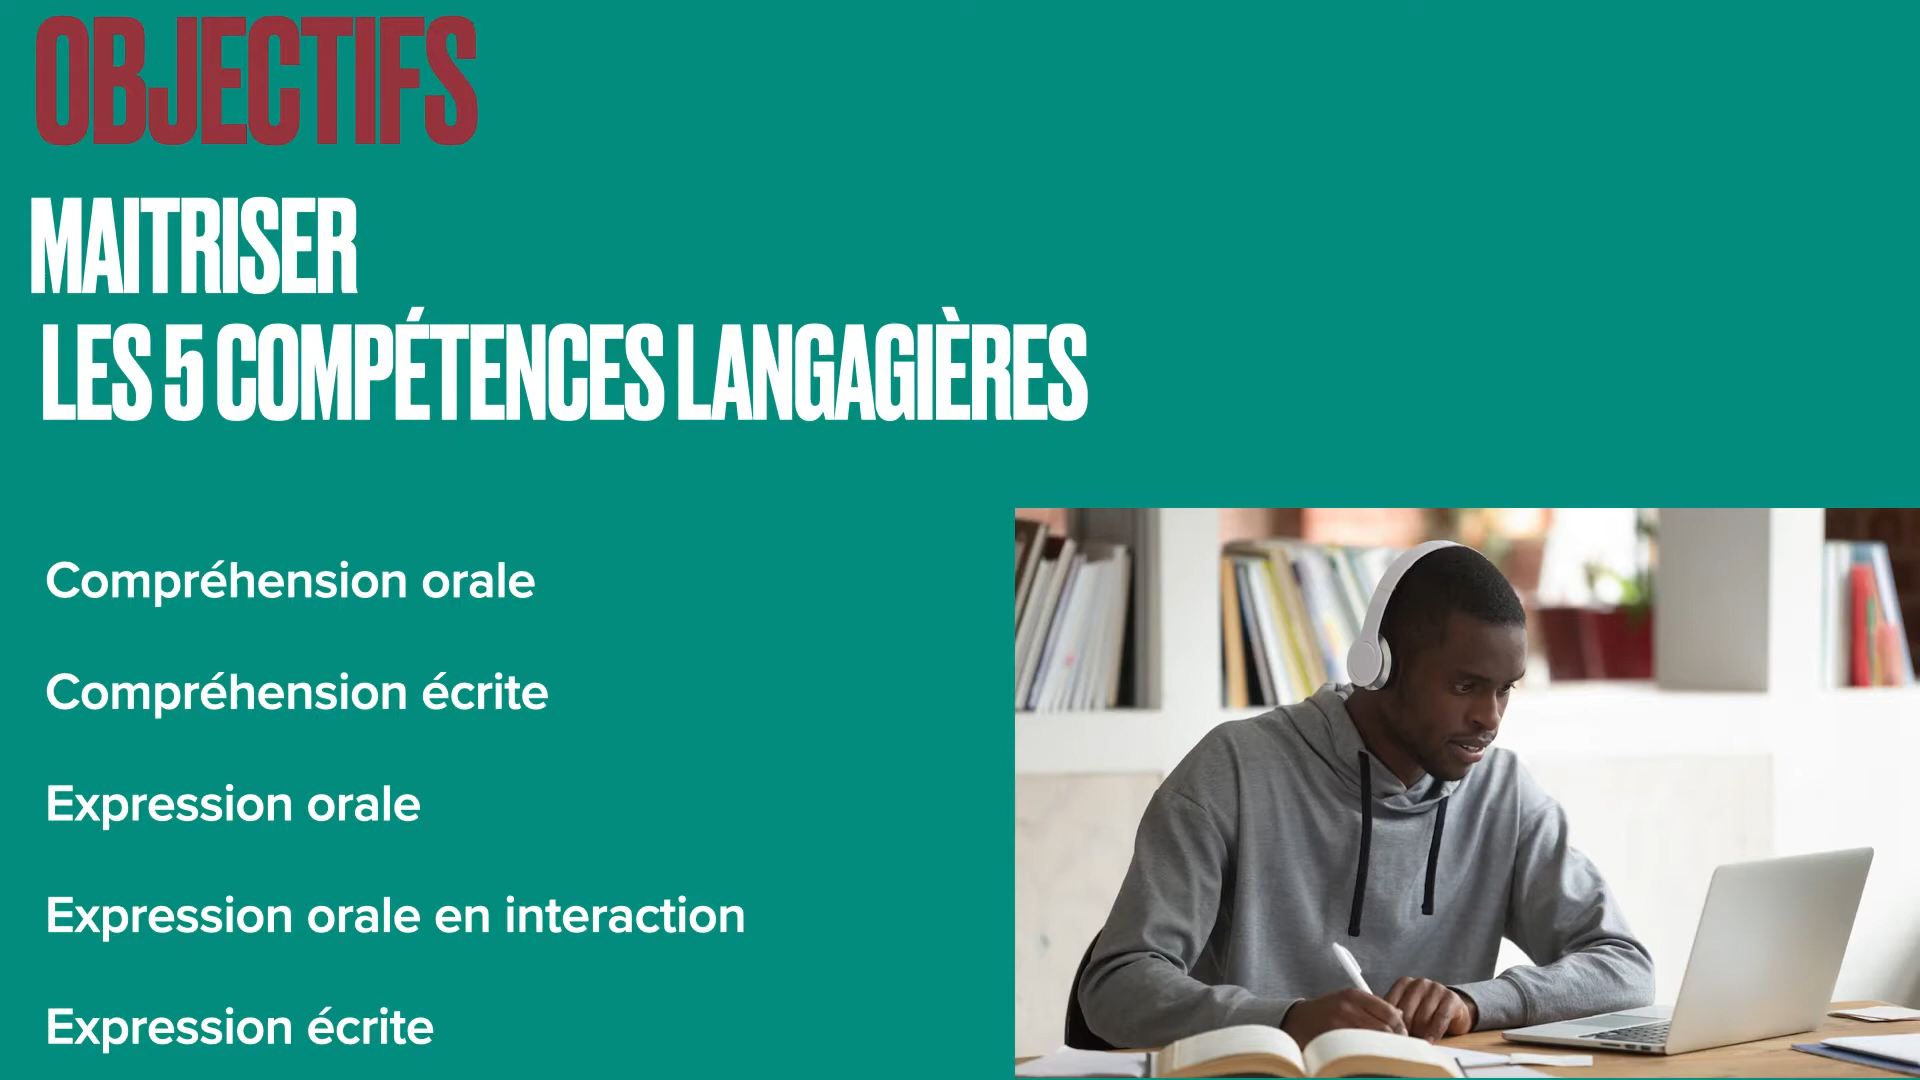 OBJECTIFS
MAITRISER
LES 5 COMPÉTENCES LANGAGIÈRES
Compréhension orale
Compréhension écrite
Expression orale
Expression orale en interaction
Expression écrite